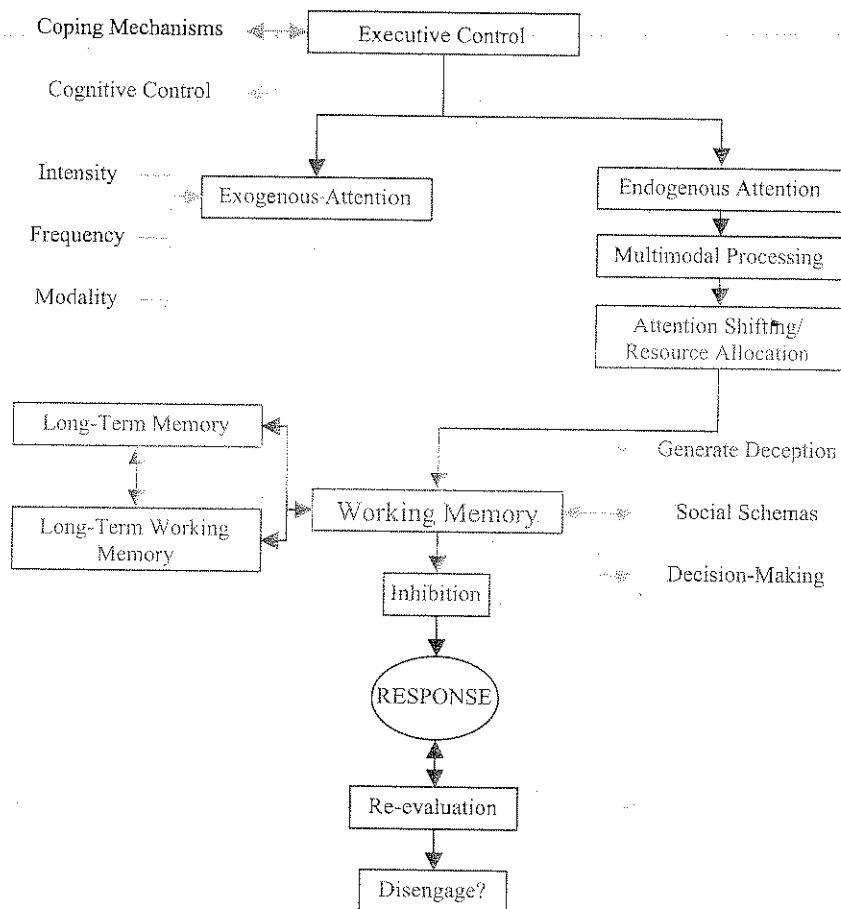 Coping Mechanisms
Executive Control
Cognitive Control
Intensity
Exogenous-Attention
Endogenous Attention
Frequency
Multimodal Processing
Modality
Attention Shifting/
Resource Allocation
Long-Term Memory
Generate Deception
Long-Term Working
Memory
Working Memory
Social Schemas
Decision-Making
Inhibition
RESPONSE
Re-evaluation
Disengage?